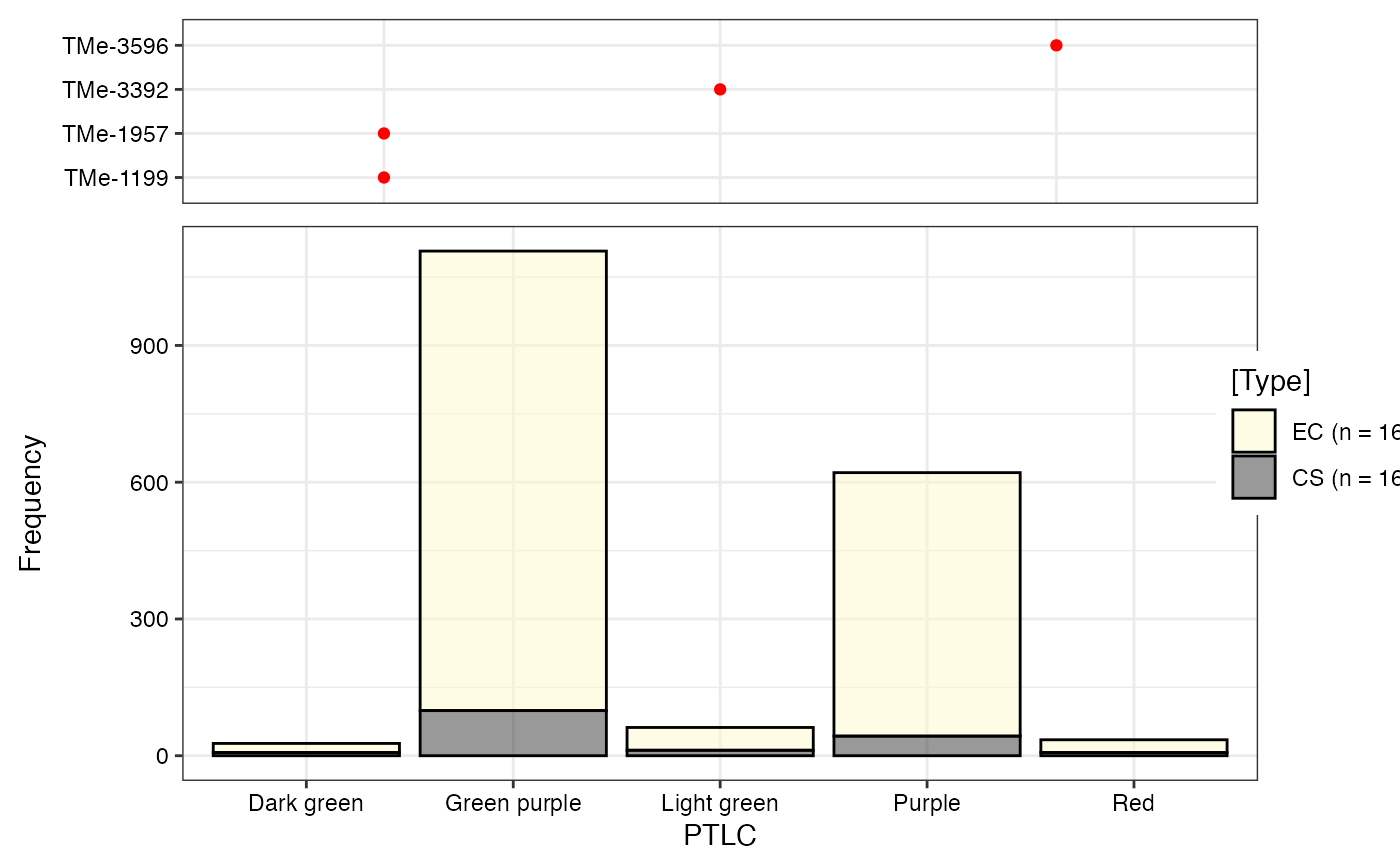 TMe-3596
TMe-3392
TMe-1957
TMe-1199
900
600
300
0
Frequency
Dark green Green purple Light green Purple Red
PTLC
[Type]
EC (n = 16
CS (n = 16